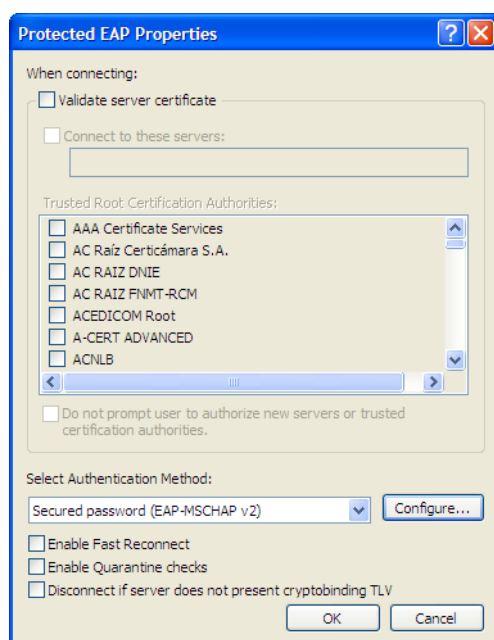 Protected EAP Properties
When connecting:
Validate server certificate
Connect to these servers:
Trusted Root Certification Authorities:
AAA Certificate Services
AC Raíz Certicámara S.A.
AC RAIZ DNIE
AC RAIZ FNMT-RCM
ACEDICOM Root
A-CERT ADVANCED
ACNLB
Do not prompt user to authorize new servers or trusted
certification authorities.
Select Authentication Method:
Secured password (EAP-MSCHAP v2)
Configure...
Enable Fast Reconnect
Enable Quarantine checks
Disconnect if server does not present cryptobinding TLV
OK Cancel